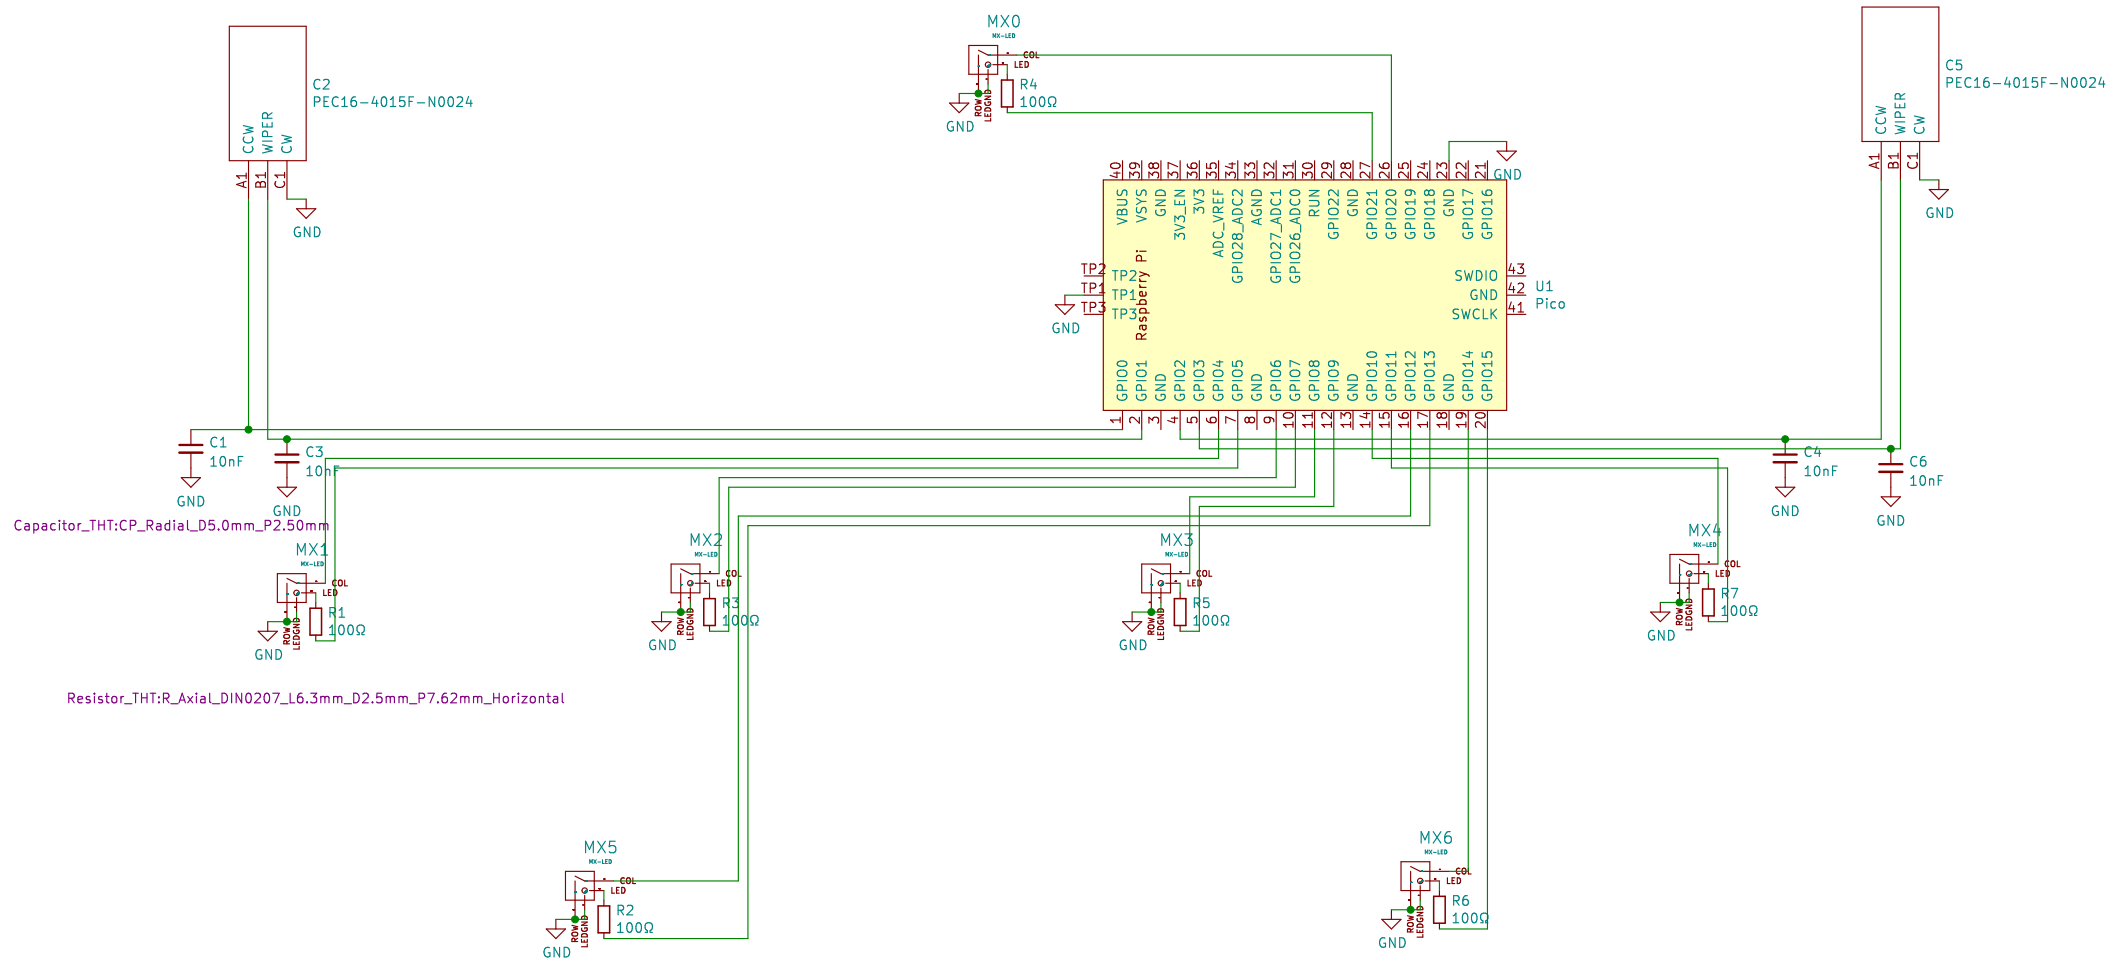 MX0
MX-LED
COL
LED
R4
100Ω
ROW
LEDGND
GND
C2
PEC16-4015F-N0024
CCW
WIPER
CW
A1
B1
C1
GND
C5
PEC16-4015F-N0024
CCW
WIPER
CW
A1
B1
C1
GND
GND
40 39 38 37 36 35 34 33 32 31 30 29 28 27 26 25 24 23 22 21
VBUS
VSYS
GND
3V3_EN
3V3
ADC_VREF
GPIO28_ADC2
AGND
GPIO27_ADC1
GPIO26_ADC0
RUN
GPIO22
GND
GPIO21
GPIO20
GPIO19
GPIO18
GND
GPIO17
GPIO16
TP2 TP2
TP1 TP1
TP3 TP3
GND
Raspberry Pi
SWDIO 43
GND 42
SWCLK 41
U1
Pico
GPIO0
GPIO1
GND
GPIO2
GPIO3
GPIO4
GPIO5
GND
GPIO6
GPIO7
GPIO8
GPIO9
GND
GPIO10
GPIO11
GPIO12
GPIO13
GND
GPIO14
GPIO15
1 2 3 4 5 6 7 8 9 10 11 12 13 14 15 16 17 18 19 20
C1
10nF
GND
C3
10nF
GND
C4
10nF
GND
C6
10nF
GND
Capacitor_THT:CP_Radial_D5.0mm_P2.50mm
MX1
MX-LED
COL
LED
R1
100Ω
ROW
LEDGND
GND
MX2
MX-LED
COL
LED
R3
100Ω
ROW
LEDGND
GND
MX3
MX-LED
COL
LED
R5
100Ω
ROW
LEDGND
GND
MX4
MX-LED
COL
LED
R7
100Ω
ROW
LEDGND
GND
Resistor_THT:R_Axial_DIN0207_L6.3mm_D2.5mm_P7.62mm_Horizontal
MX5
MX-LED
COL
LED
R2
100Ω
ROW
LEDGND
GND
MX6
MX-LED
COL
LED
R6
100Ω
ROW
LEDGND
GND